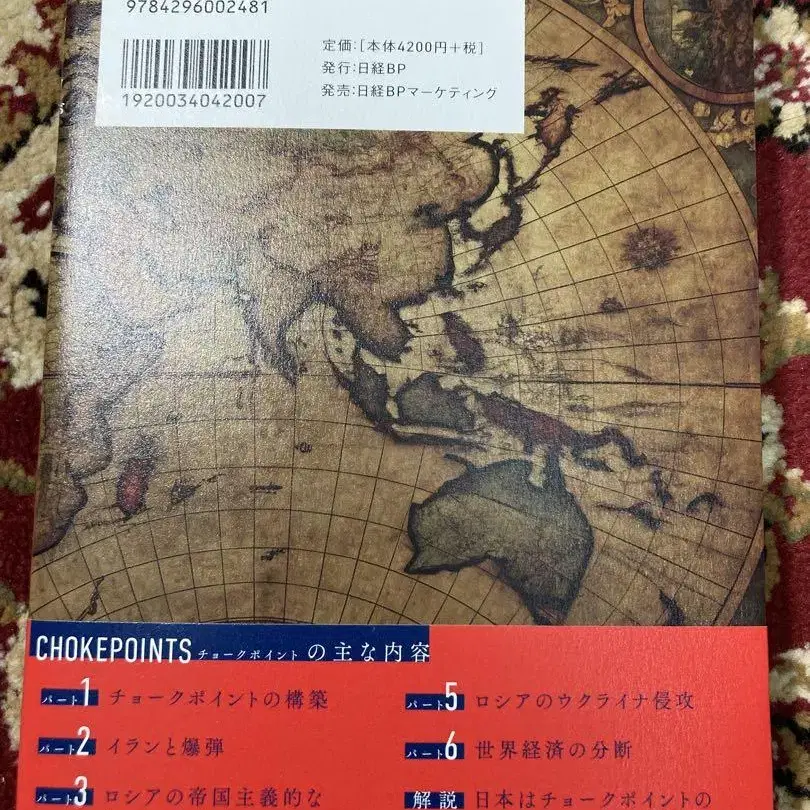 9784296002481
定価:[本体4200円+税]
発行:日経BP
発売:日経BPマーケティング
1920034042007
CHOKEPOINTS チョークポイント の主な内容
パート1 チョークポイントの構築
パート2 イランと爆弾
パート3 ロシアの帝国主義的な
パート5 ロシアのウクライナ侵攻
パート6 世界経済の分断
解説 日本はチョークポイントの